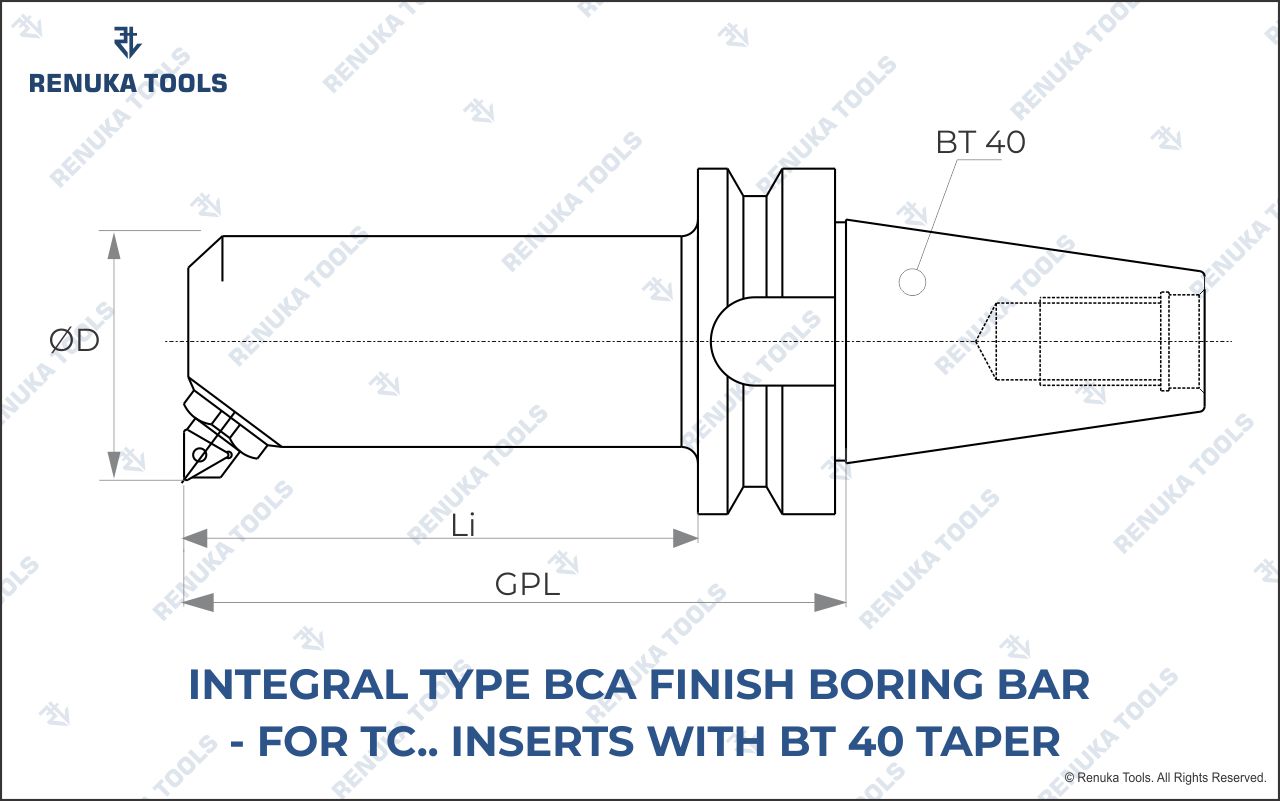 RENUKA TOOLS
BT 40
ØD
Li
GPL
INTEGRAL TYPE BCA FINISH BORING BAR
- FOR TC.. INSERTS WITH BT 40 TAPER
© Renuka Tools. All Rights Reserved.